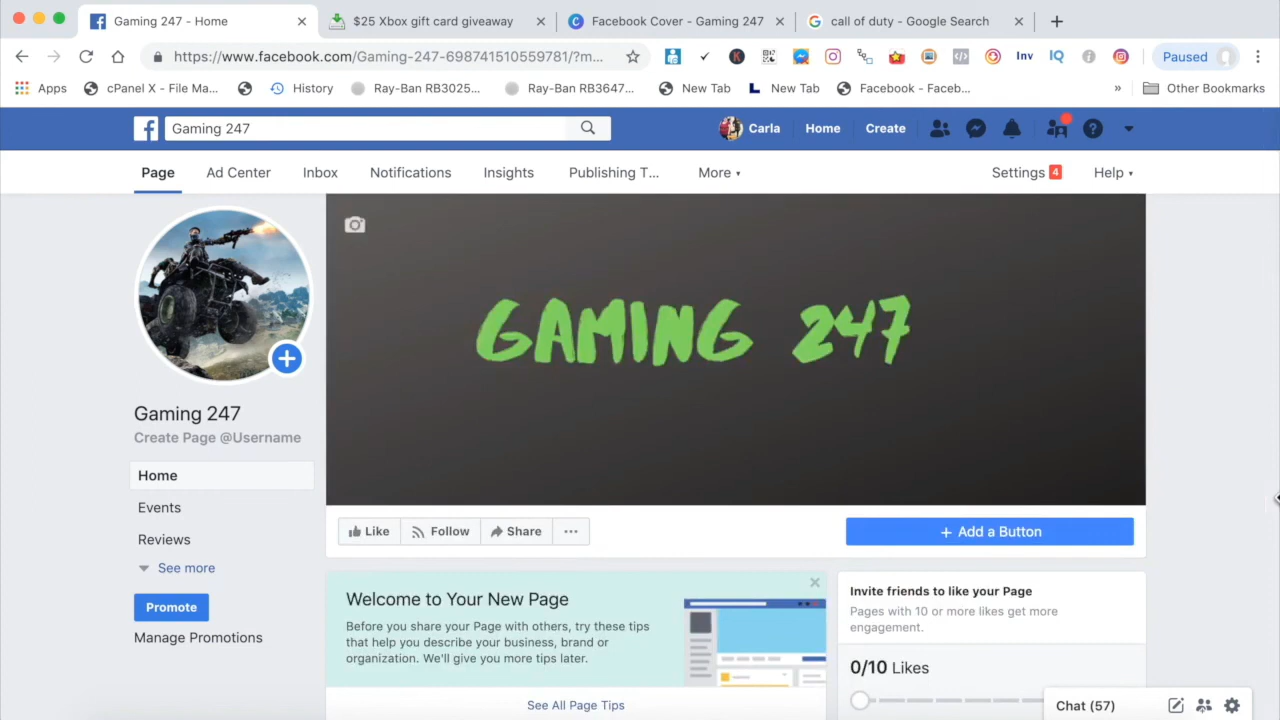 Gaming 247 - Home
$25 Xbox gift card giveaway
Facebook Cover - Gaming 247
call of duty - Google Search
https://www.facebook.com/Gaming-247-698741510559781/?m...
Inv
IQ
Paused
Apps
cPanel X - File Ma...
History
Ray-Ban RB3025...
Ray-Ban RB3647...
New Tab
New Tab
Facebook - Faceb...
»
Other Bookmarks
Gaming 247
Carla
Home
Create
Page
Ad Center
Inbox
Notifications
Insights
Publishing T...
More
Settings 4
Help
GAMING 247
Gaming 247
Create Page @Username
Home
Events
Reviews
See more
Promote
Manage Promotions
Like
Follow
Share
...
+ Add a Button
Welcome to Your New Page
Before you share your Page with others, try these tips
that help you describe your business, brand or
organization. We'll give you more tips later.
See All Page Tips
Invite friends to like your Page
Pages with 10 or more likes get more
engagement.
0/10 Likes
Chat (57)